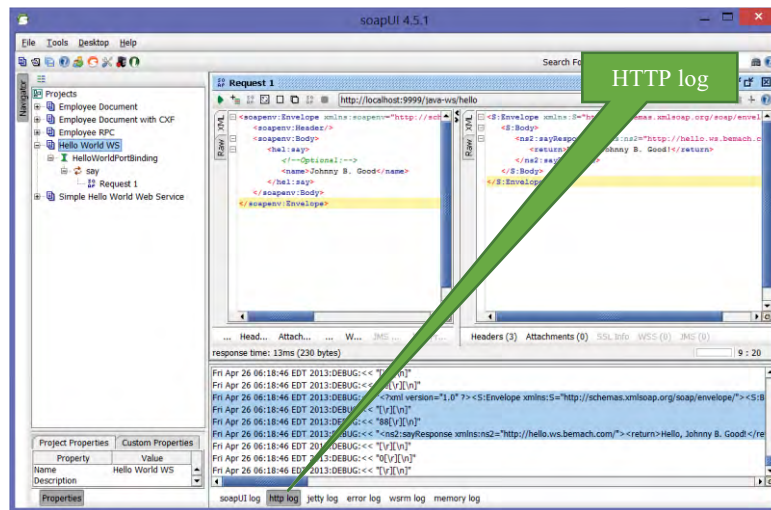 soapUI 4.5.1
File Tools Desktop Help
Search Fo
HTTP log
Navigator
Projects
Employee Document
Employee Document with CXF
Employee RPC
Hello World WS
HelloWorldPortBinding
say
Request 1
Simple Hello World Web Service
Request 1
http://localhost:9999/java-ws/hello
XML
Raw
<soapenv:Envelope xmlns:soapenv="http://sch
<soapenv:Header/>
<soapenv:Body>
<hel:say>
<!--Optional:-->
<name>Johnny B. Good</name>
</hel:say>
</soapenv:Body>
</soapenv:Envelope>
XML
Raw
<S:Envelope xmlns:S="http://schemas.xmlsoap.org/soap/envel
<S:Body>
<ns2:sayRespon ns2="http://hello.ws.bemach.com/
<return> ohnny B. Good!</return>
</ns2:say
</S:Body>
</S:Envelope
... Head... Attach... ... W... JMS ...
Headers (3) Attachments (0) SSL Info WSS (0) JMS (0)
response time: 13ms (230 bytes)
9 : 20
Fri Apr 26 06:18:46 EDT 2013:DEBUG:<< \n]"
Fri Apr 26 06:18:46 EDT 2013:DEBUG:<< [\r][\n]"
Fri Apr 26 06:18:46 EDT 2013:DEBUG:<< "<?xml version="1.0" ?><S:Envelope xmlns:S="http://schemas.xmlsoap.org/soap/envelope/"><S:B
Fri Apr 26 06:18:46 EDT 2013:DEBUG:<< "[\r][\n]"
Fri Apr 26 06:18:46 EDT 2013:DEBUG:<< "88[\r][\n]"
Fri Apr 26 06:18:46 EDT 2013:DEBUG:<< "<ns2:sayResponse xmlns:ns2="http://hello.ws.bemach.com/"><return>Hello, Johnny B. Good!</re
Fri Apr 26 06:18:46 EDT 2013:DEBUG:<< "[\r][\n]"
Fri Apr 26 06:18:46 EDT 2013:DEBUG:<< "0[\r][\n]"
Fri Apr 26 06:18:46 EDT 2013:DEBUG:<< "[\r][\n]"
Project Properties Custom Properties
Property Value
Name Hello World WS
Description
Properties
soapUI log http log jetty log error log wsrm log memory log